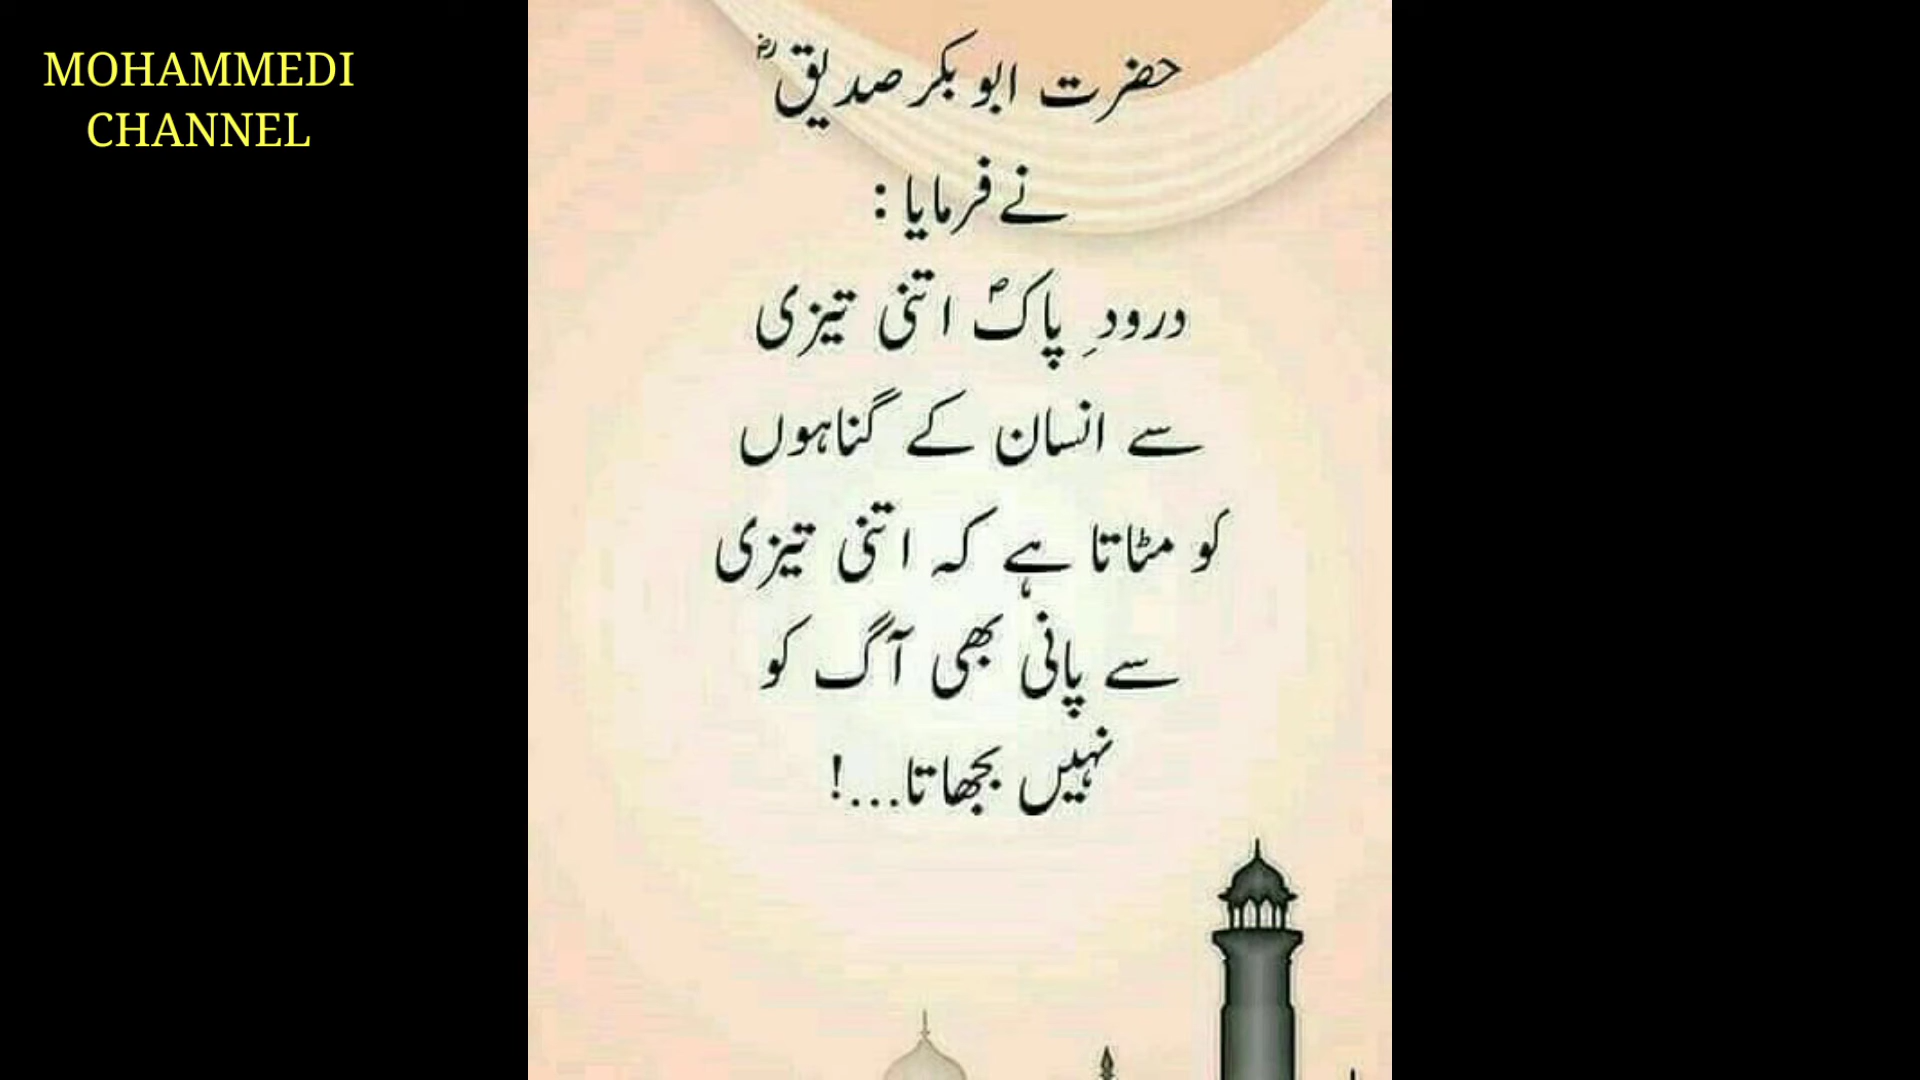 MOHAMMEDI
CHANNEL
حضرت ابو بکر صدیقؓ
نے فرمایا :
درودِ پاکؐ اتنی تیزی
سے انسان کے گناہوں
کو مٹاتا ہے کہ اتنی تیزی
سے پانی بھی آگ کو
نہیں بجھاتا...!